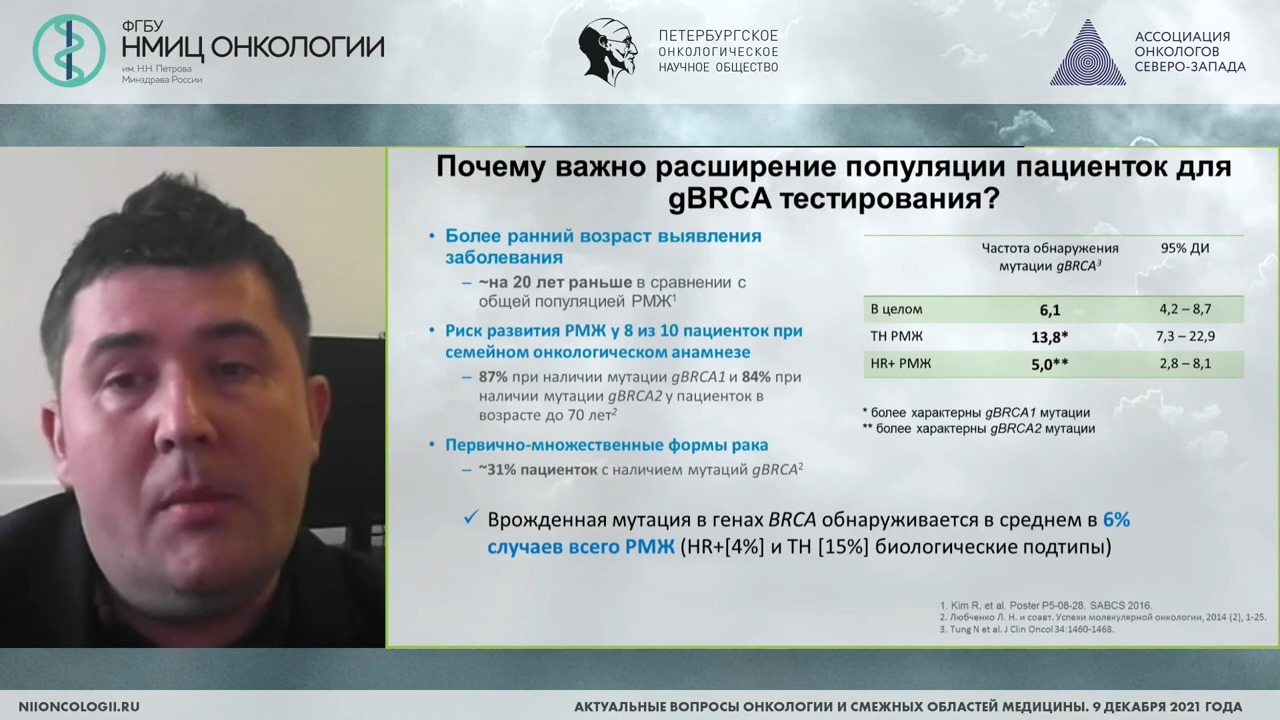 ФГБУ
НМИЦ ОНКОЛОГИИ
им. Н.Н. Петрова
Минздрава России
ПЕТЕРБУРГСКОЕ
ОНКОЛОГИЧЕСКОЕ
НАУЧНОЕ ОБЩЕСТВО
АССОЦИАЦИЯ
ОНКОЛОГОВ
СЕВЕРО-ЗАПАДА
Почему важно расширение популяции пациенток для
gBRCA тестирования?
• Более ранний возраст выявления
заболевания
– ~на 20 лет раньше в сравнении с
общей популяцией РМЖ1
• Риск развития РМЖ у 8 из 10 пациенток при
семейном онкологическом анамнезе
– 87% при наличии мутации gBRCA1 и 84% при
наличии мутации gBRCA2 у пациенток в
возрасте до 70 лет2
• Первично-множественные формы рака
– ~31% пациенток с наличием мутаций gBRCA2
Частота обнаружения 95% ДИ
мутации gBRCA3
В целом 6,1 4,2 – 8,7
ТН РМЖ 13,8* 7,3 – 22,9
HR+ РМЖ 5,0** 2,8 – 8,1
* более характерны gBRCA1 мутации
** более характерны gBRCA2 мутации
✓ Врожденная мутация в генах BRCA обнаруживается в среднем в 6%
случаев всего РМЖ (HR+[4%] и ТН [15%] биологические подтипы)
1. Kim R, et al. Poster P5-08-28. SABCS 2016.
2. Любченко Л. Н. и соавт. Успехи молекулярной онкологии, 2014 (2), 1-25.
3. Tung N et al. J Clin Oncol 34:1460-1468.
NIIONCOLOGII.RU
АКТУАЛЬНЫЕ ВОПРОСЫ ОНКОЛОГИИ И СМЕЖНЫХ ОБЛАСТЕЙ МЕДИЦИНЫ. 9 ДЕКАБРЯ 2021 ГОДА